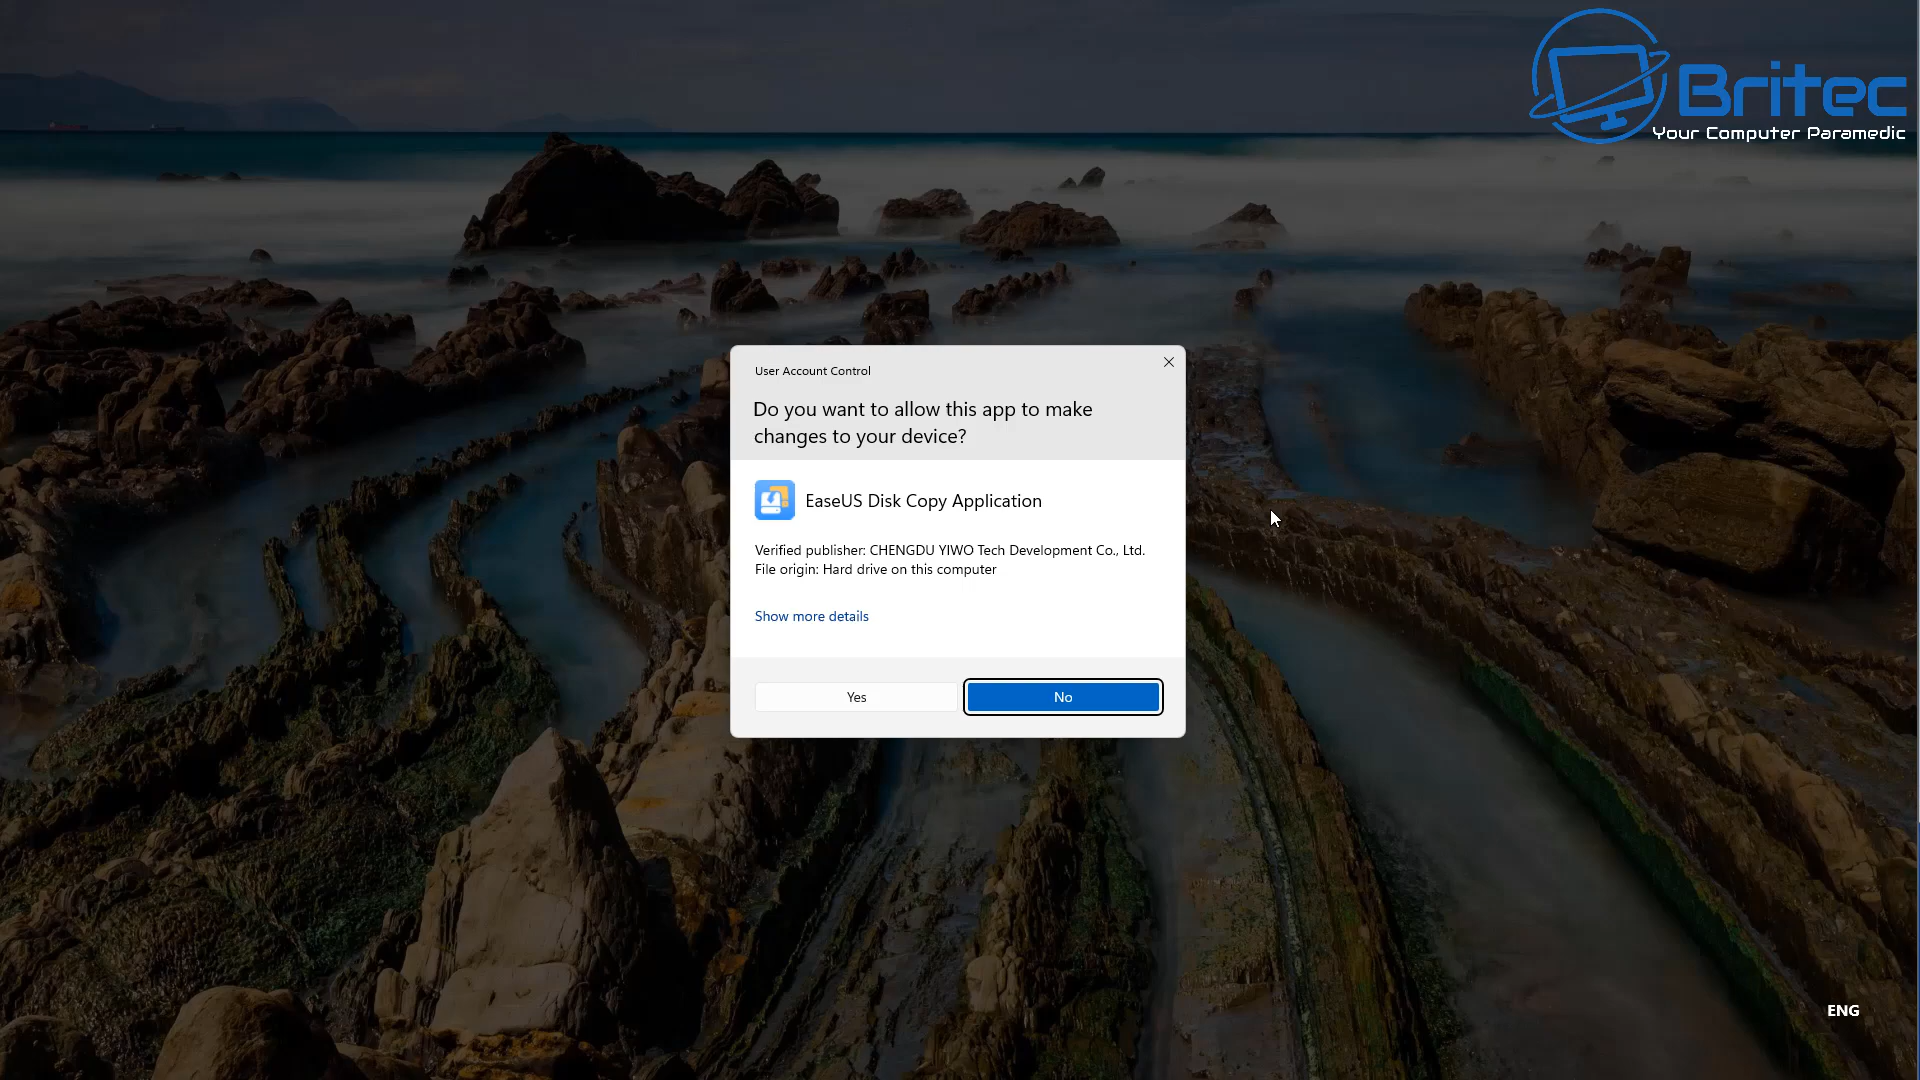 Britec
Your Computer Paramedic
User Account Control
Do you want to allow this app to make
changes to your device?
EaseUS Disk Copy Application
Verified publisher: CHENGDU YIWO Tech Development Co., Ltd.
File origin: Hard drive on this computer
Show more details
Yes
No
ENG